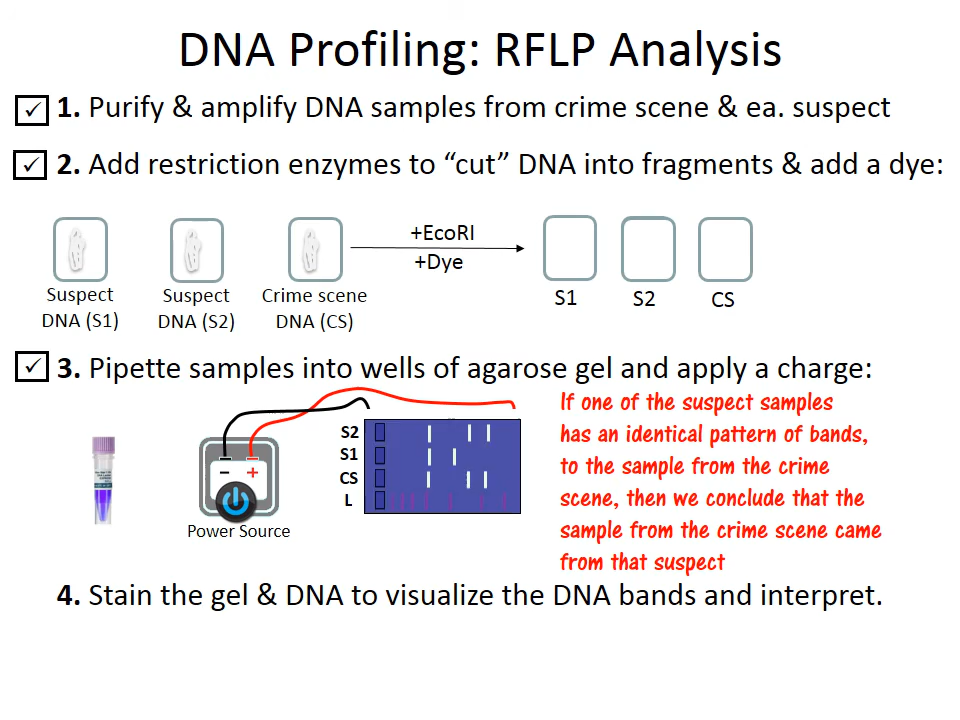 DNA Profiling: RFLP Analysis
✓ 1. Purify & amplify DNA samples from crime scene & ea. suspect
✓ 2. Add restriction enzymes to “cut” DNA into fragments & add a dye:
+EcoRI
+Dye
Suspect
DNA (S1)
Suspect
DNA (S2)
Crime scene
DNA (CS)
S1
S2
CS
✓ 3. Pipette samples into wells of agarose gel and apply a charge:
S2
S1
CS
L
- +
Power Source
If one of the suspect samples
has an identical pattern of bands,
to the sample from the crime
scene, then we conclude that the
sample from the crime scene came
from that suspect
4. Stain the gel & DNA to visualize the DNA bands and interpret.